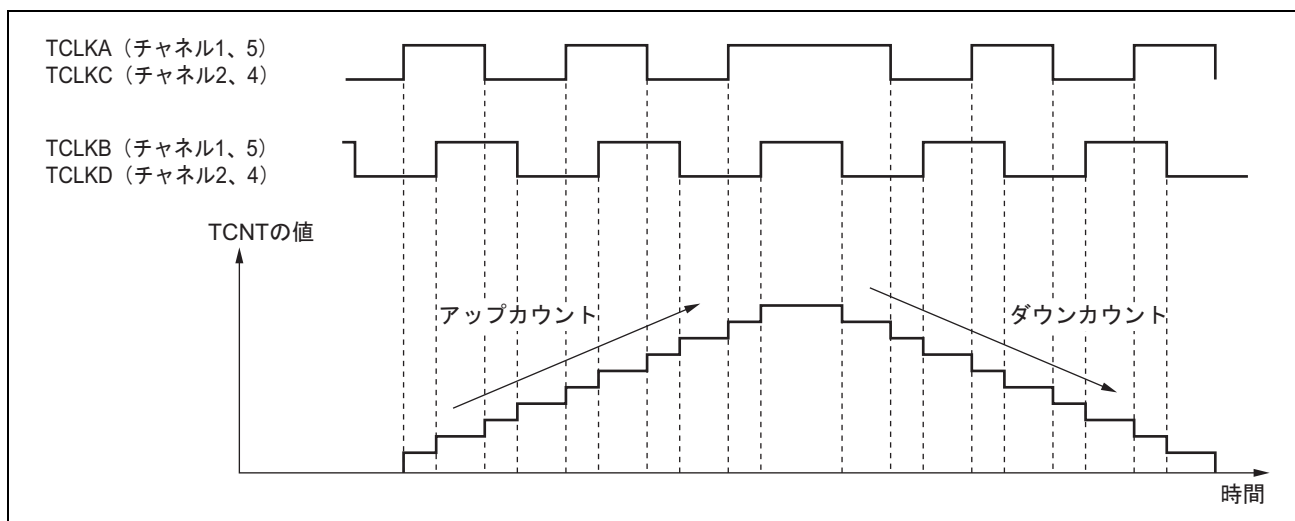 TCLKA（チャネル1、5）
TCLKC（チャネル2、4）
TCLKB（チャネル1、5）
TCLKD（チャネル2、4）
TCNTの値
アップカウント
ダウンカウント
時間